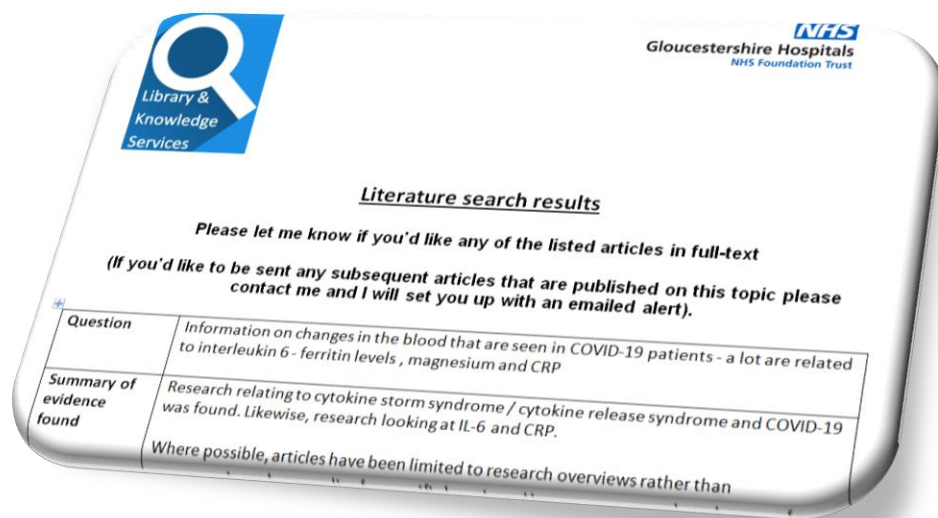 Library &
Knowledge
Services
NHS
Gloucestershire Hospitals
NHS Foundation Trust
Literature search results
Please let me know if you'd like any of the listed articles in full-text
(If you'd like to be sent any subsequent articles that are published on this topic please
contact me and I will set you up with an emailed alert).
Question
Information on changes in the blood that are seen in COVID-19 patients - a lot are related
to interleukin 6 - ferritin levels , magnesium and CRP
Summary of
evidence
found
Research relating to cytokine storm syndrome / cytokine release syndrome and COVID-19
was found. Likewise, research looking at IL-6 and CRP.
Where possible, articles have been limited to research overviews rather than